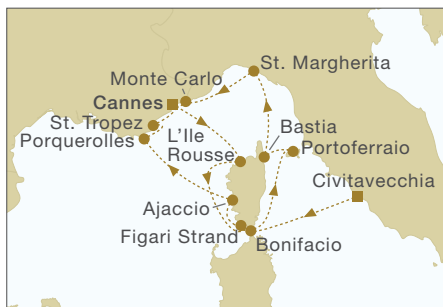 St. Margherita
Monte Carlo
Cannes
St. Tropez
Porquerolles
L'Ile
Rousse
Bastia
Portoferraio
Civitavecchia
Ajaccio
Figari Strand
Bonifacio